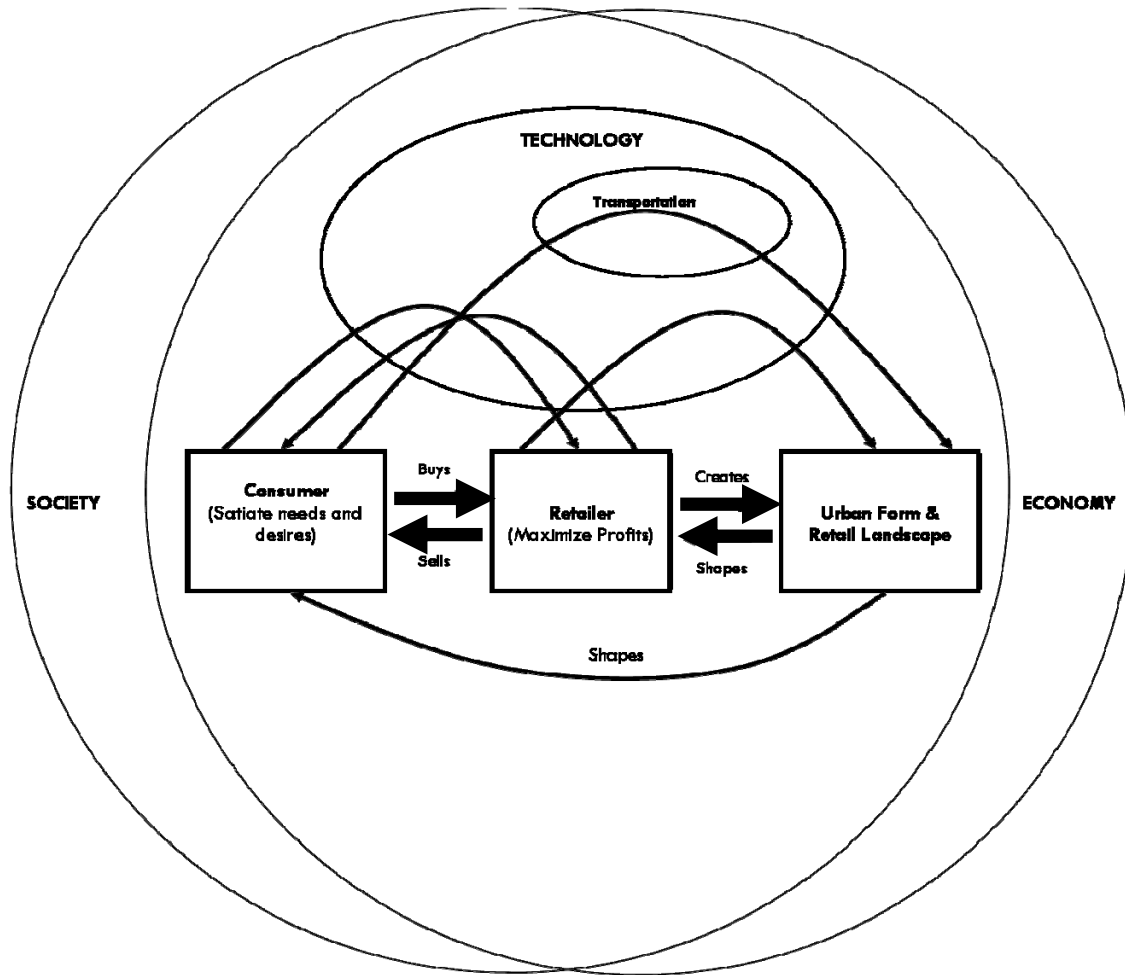 TECHNOLOGY
Transportation
SOCIETY
Consumer
(Satiate needs and
desires)
Buys
Sells
Retailer
(Maximize Profits)
Creates
Shapes
Urban Form &
Retail Landscape
ECONOMY
Shapes